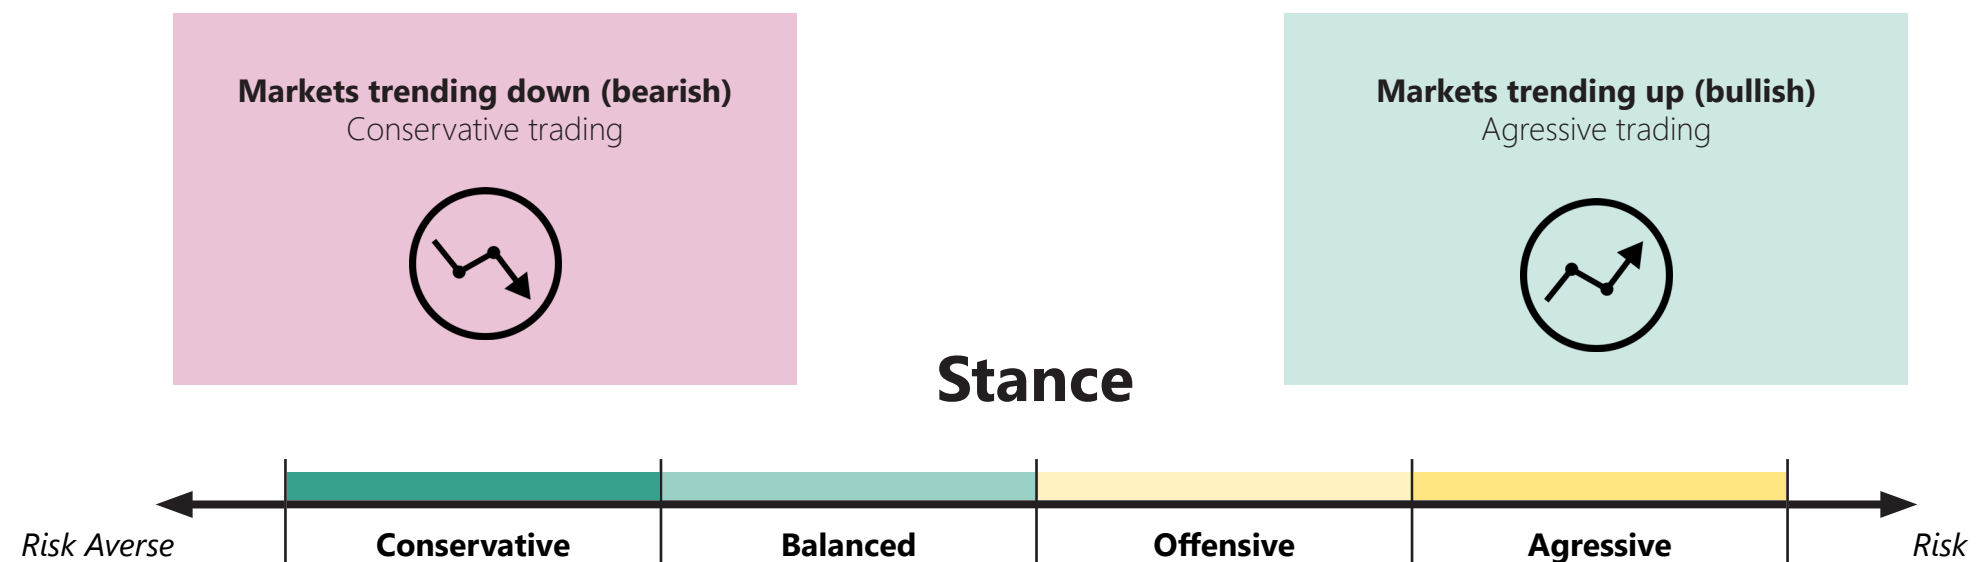 Markets trending down (bearish)
Conservative trading
Markets trending up (bullish)
Agressive trading
Stance
Risk Averse
Conservative
Balanced
Offensive
Agressive
Risk